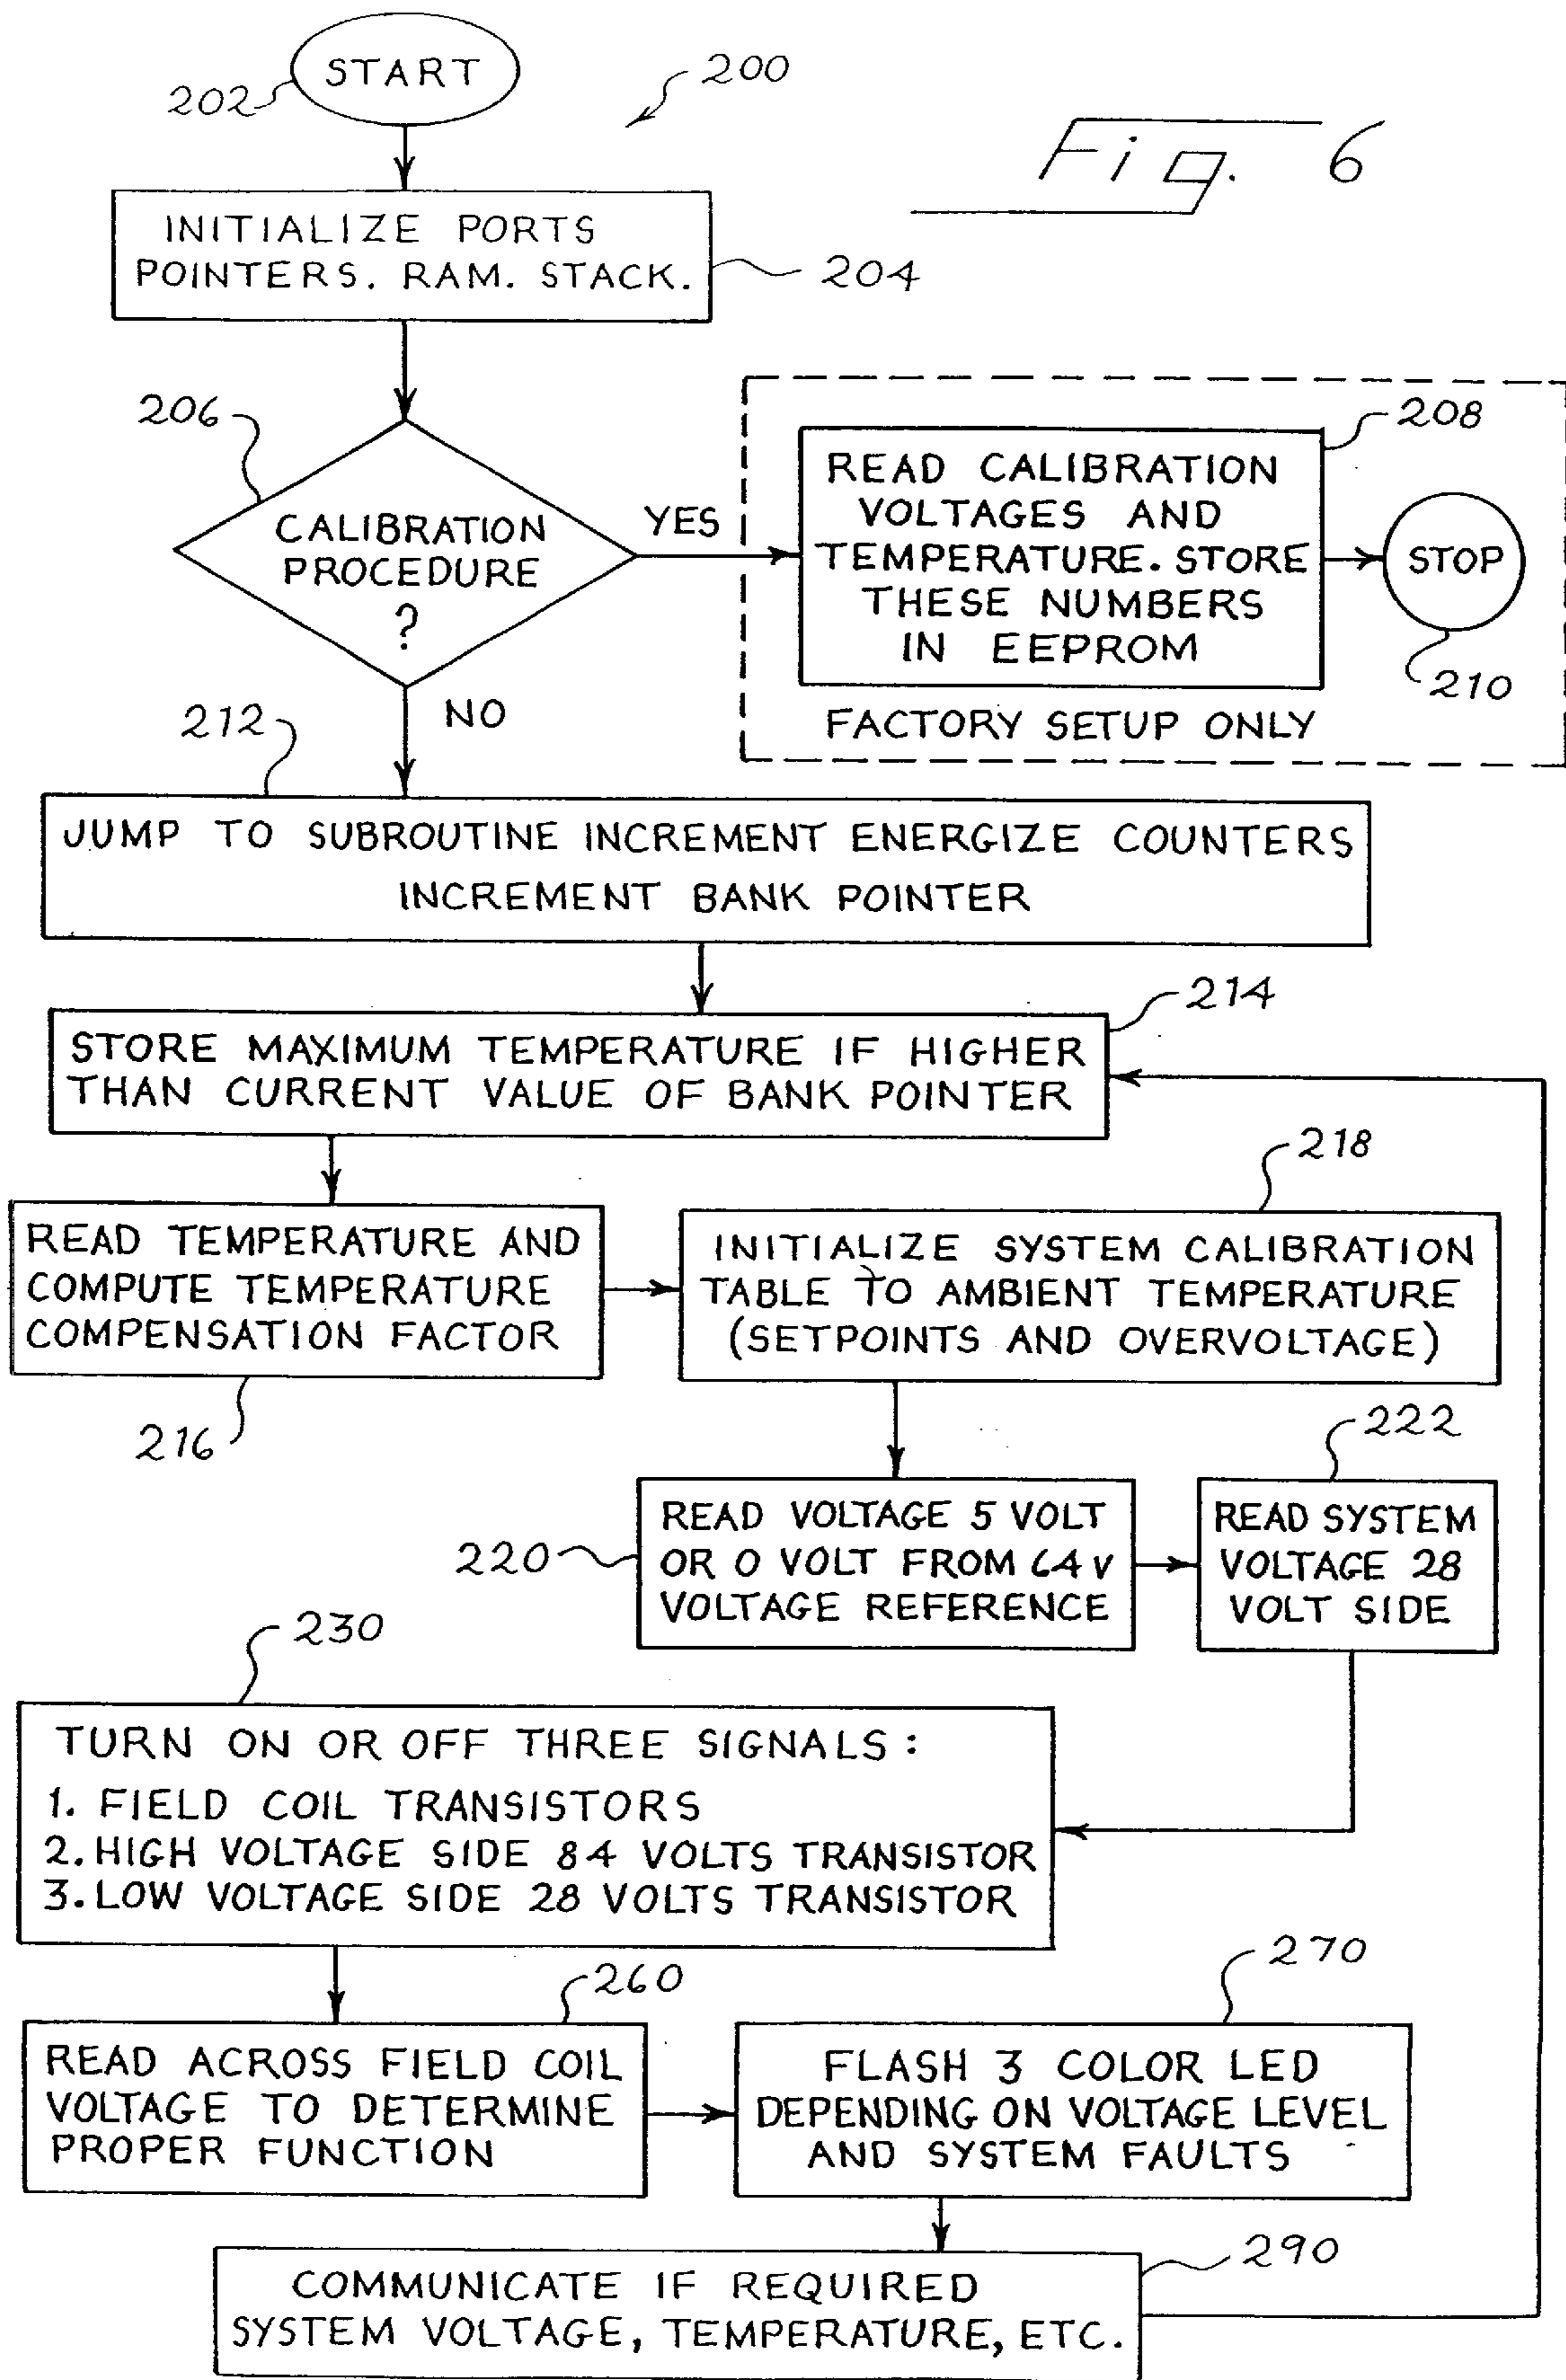 START
202
200
Fig. 6
INITIALIZE PORTS
POINTERS. RAM. STACK.
204
206
CALIBRATION
PROCEDURE
?
YES
208
READ CALIBRATION
VOLTAGES AND
TEMPERATURE. STORE
THESE NUMBERS
IN EEPROM
STOP
210
FACTORY SETUP ONLY
NO
212
JUMP TO SUBROUTINE INCREMENT ENERGIZE COUNTERS
INCREMENT BANK POINTER
214
STORE MAXIMUM TEMPERATURE IF HIGHER
THAN CURRENT VALUE OF BANK POINTER
READ TEMPERATURE AND
COMPUTE TEMPERATURE
COMPENSATION FACTOR
216
218
INITIALIZE SYSTEM CALIBRATION
TABLE TO AMBIENT TEMPERATURE
(SETPOINTS AND OVERVOLTAGE)
220
READ VOLTAGE 5 VOLT
OR 0 VOLT FROM 64V
VOLTAGE REFERENCE
222
READ SYSTEM
VOLTAGE 28
VOLT SIDE
230
TURN ON OR OFF THREE SIGNALS:
1. FIELD COIL TRANSISTORS
2. HIGH VOLTAGE SIDE 84 VOLTS TRANSISTOR
3. LOW VOLTAGE SIDE 28 VOLTS TRANSISTOR
260
READ ACROSS FIELD COIL
VOLTAGE TO DETERMINE
PROPER FUNCTION
270
FLASH 3 COLOR LED
DEPENDING ON VOLTAGE LEVEL
AND SYSTEM FAULTS
290
COMMUNICATE IF REQUIRED
SYSTEM VOLTAGE, TEMPERATURE, ETC.